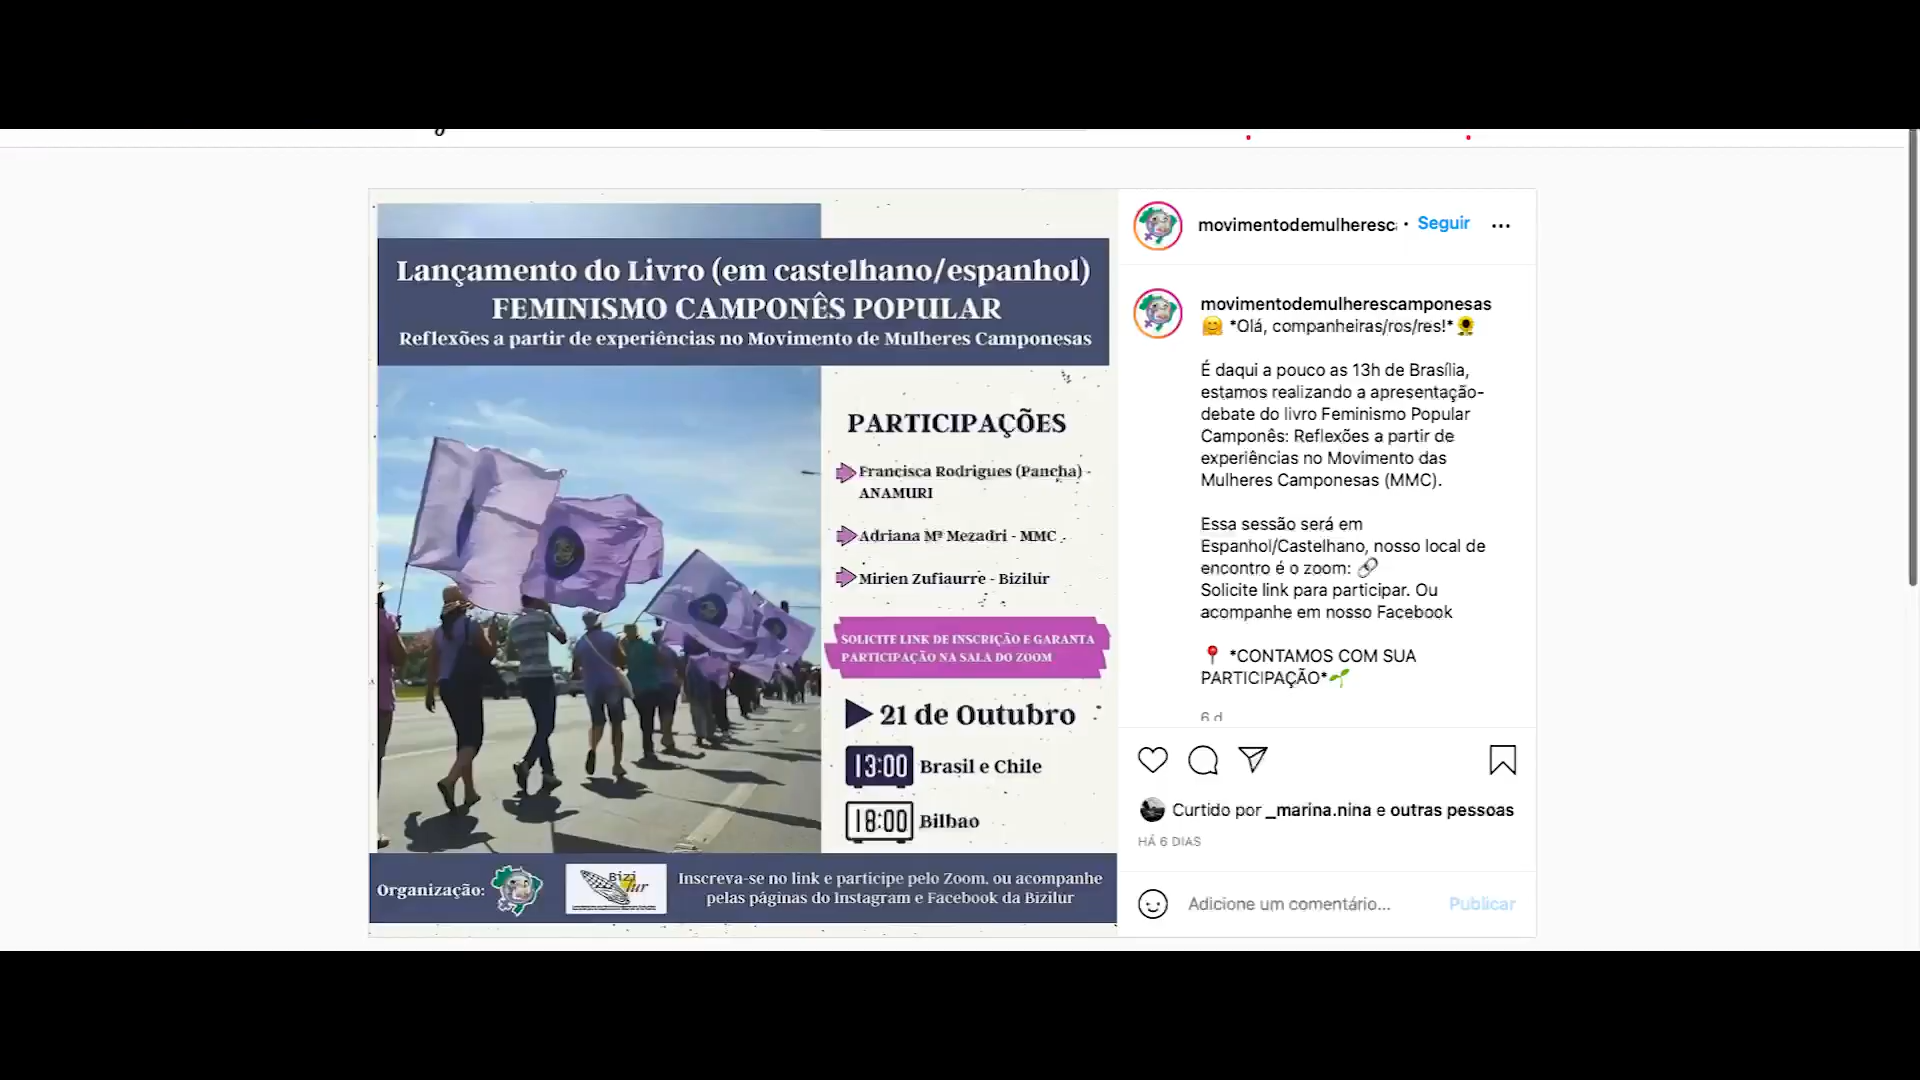 Lançamento do Livro (em castelhano/espanhol)
FEMINISMO CAMPONÊS POPULAR
Reflexões a partir de experiências no Movimento de Mulheres Camponesas
PARTICIPAÇÕES
Francisca Rodrigues (Pancha) -
ANAMURI
Adriana Mª Mezadri - MMC
Mirien Zufiaurre - Bizilur
SOLICITE LINK DE INSCRIÇÃO E GARANTA
PARTICIPAÇÃO NA SALA DO ZOOM
21 de Outubro
13:00 Brasil e Chile
18:00 Bilbao
Organização:
Bizi
lur
Inscreva-se no link e participe pelo Zoom, ou acompanhe
pelas páginas do Instagram e Facebook da Bizilur
movimentodemulheresc • Seguir ...
movimentodemulherescamponesas
🤗 *Olá, companheiras/ros/res!*🌻
É daqui a pouco as 13h de Brasília,
estamos realizando a apresentação-
debate do livro Feminismo Popular
Camponês: Reflexões a partir de
experiências no Movimento das
Mulheres Camponesas (MMC).
Essa sessão será em
Espanhol/Castelhano, nosso local de
encontro é o zoom: 🔗
Solicite link para participar. Ou
acompanhe em nosso Facebook
📍 *CONTAMOS COM SUA
PARTICIPAÇÃO*🌱
6 d
Curtido por _marina.nina e outras pessoas
HÁ 6 DIAS
Adicione um comentário... Publicar